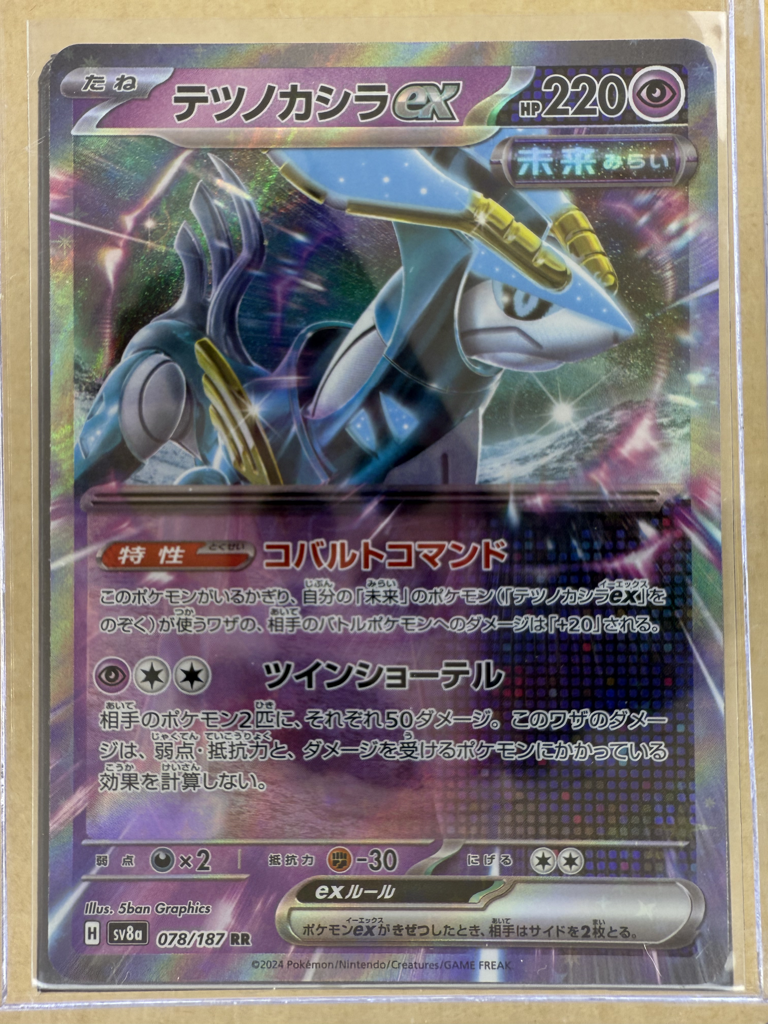 たね
テツノカシラex
HP220
未来 みらい
特性 とくせい
コバルトコマンド
このポケモンがいるかぎり、自分の「未来」のポケモン(「テツノカシラex」を
のぞく)が使うワザの、相手のバトルポケモンへのダメージは「+20」される。
ツインショーテル
相手のポケモン2匹に、それぞれ50ダメージ。このワザのダメー
ジは、弱点・抵抗力と、ダメージを受けるポケモンにかかっている
効果を計算しない。
弱点 ×2 抵抗力 -30 にげる
exルール
ポケモンexがきぜつしたとき、相手はサイドを2枚とる。
Illus. 5ban Graphics
H sv8a 078/187 RR
©2024 Pokémon/Nintendo/Creatures/GAME FREAK.